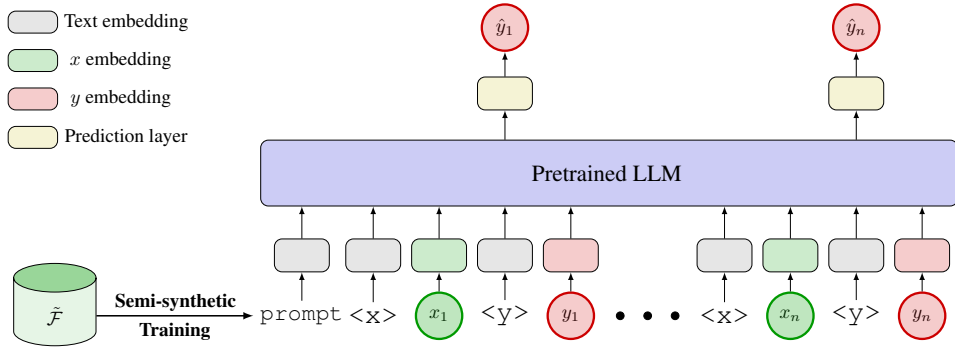 Text embedding
x embedding
y embedding
Prediction layer
ŷ₁
ŷₙ
Pretrained LLM
F̃
Semi-synthetic
Training
prompt <x> x₁ <y> y₁ • • • <x> xₙ <y> yₙ